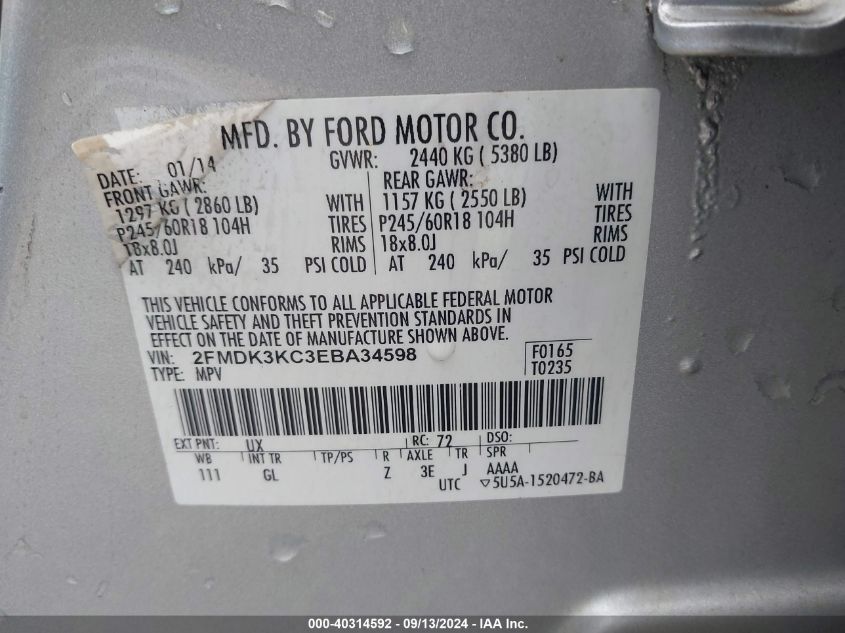 MFD. BY FORD MOTOR CO.
DATE: 01/14 GVWR: 2440 KG ( 5380 LB)
FRONT GAWR: REAR GAWR:
1297 KG ( 2860 LB) WITH 1157 KG ( 2550 LB) WITH
P245/60R18 104H TIRES P245/60R18 104H TIRES
18x8.0J RIMS 18x8.0J RIMS
AT 240 kPa/ 35 PSI COLD AT 240 kPa/ 35 PSI COLD
THIS VEHICLE CONFORMS TO ALL APPLICABLE FEDERAL MOTOR
VEHICLE SAFETY AND THEFT PREVENTION STANDARDS IN
EFFECT ON THE DATE OF MANUFACTURE SHOWN ABOVE.
VIN: 2FMDK3KC3EBA34598 F0165
TYPE: MPV T0235
EXT PNT: UX RC: 72 DSO:
WB INT TR TP/PS R AXLE TR SPR
111 GL Z 3E J AAAA
UTC ▽5U5A-1520472-BA
000-40314592 - 09/13/2024 - IAA Inc.